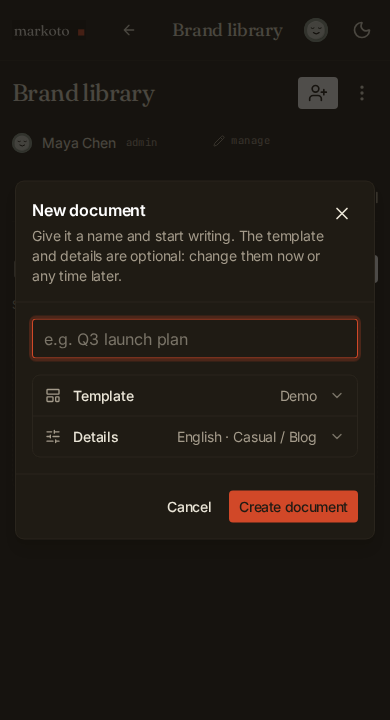 markoto
Brand library
Brand library
Maya Chen admin
manage
New document
Give it a name and start writing. The template
and details are optional: change them now or
any time later.
e.g. Q3 launch plan
Template Demo
Details English · Casual / Blog
Cancel Create document